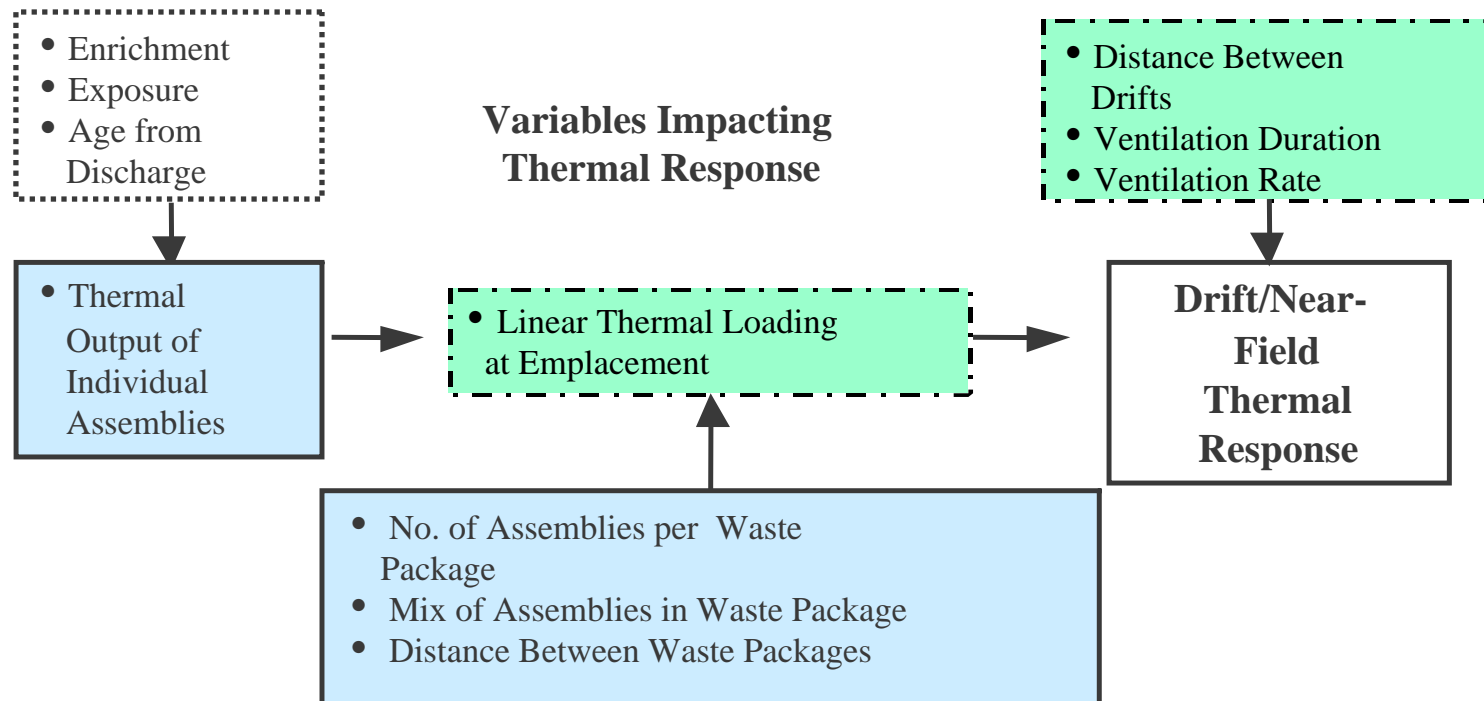 • Enrichment
• Exposure
• Age from
Discharge
Variables Impacting
Thermal Response
• Distance Between
Drifts
• Ventilation Duration
• Ventilation Rate
• Thermal
Output of
Individual
Assemblies
• Linear Thermal Loading
at Emplacement
Drift/Near-
Field
Thermal
Response
• No. of Assemblies per Waste
Package
• Mix of Assemblies in Waste Package
• Distance Between Waste Packages